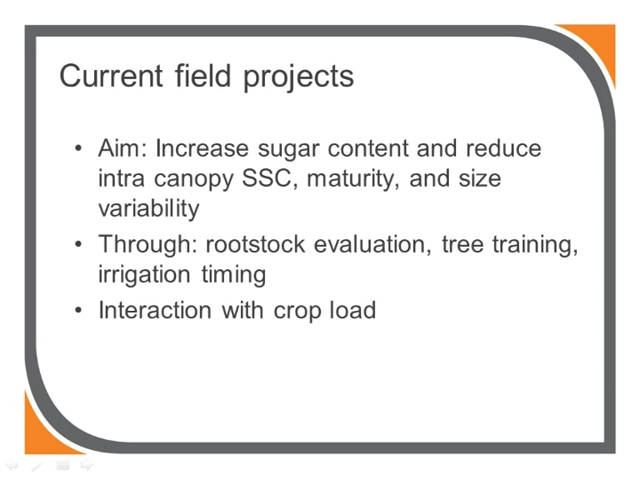 Current field projects
• Aim: Increase sugar content and reduce
intra canopy SSC, maturity, and size
variability
• Through: rootstock evaluation, tree training,
irrigation timing
• Interaction with crop load